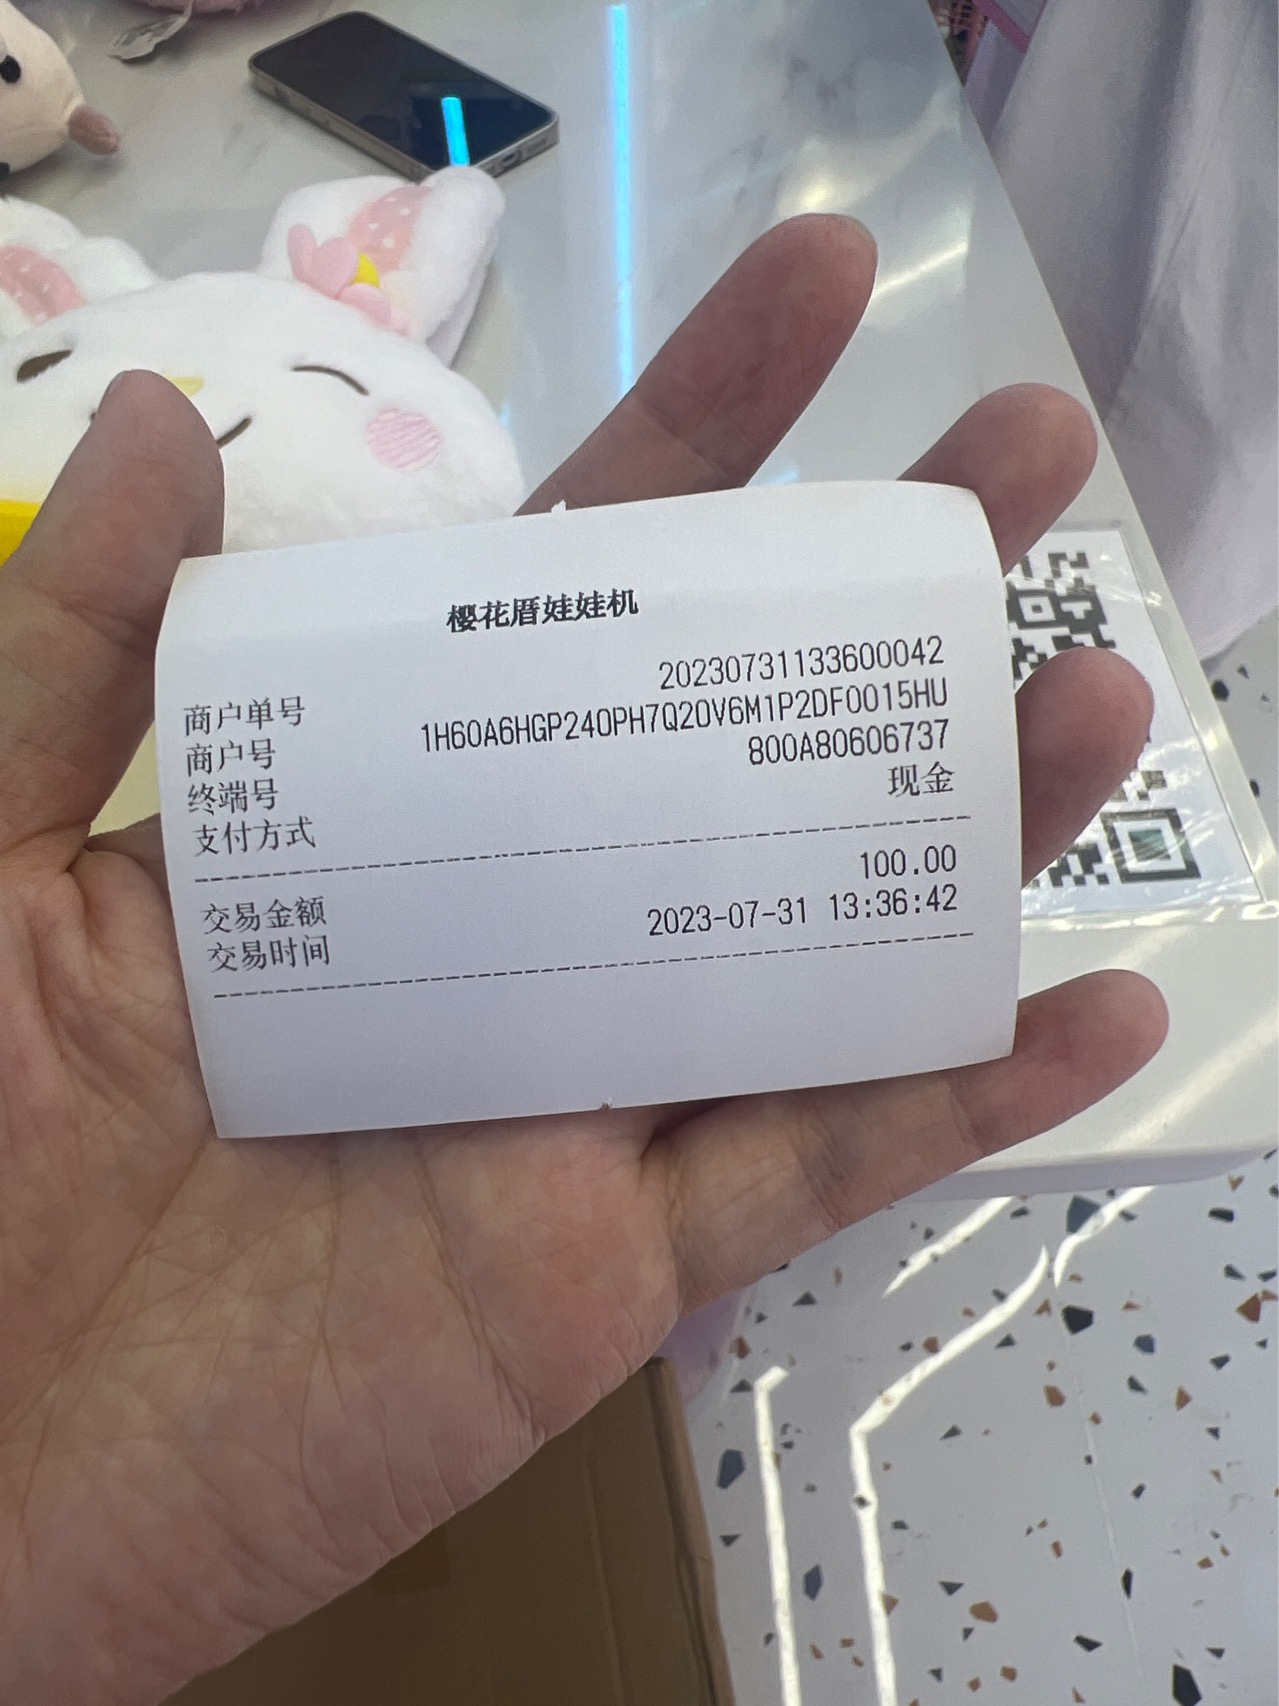 樱花厝娃娃机
商户单号 20230731133600042
商户号 1H60A6HGP240PH7Q20V6M1P2DF0015HU
终端号 800A80606737
支付方式 现金
交易金额 100.00
交易时间 2023-07-31 13:36:42